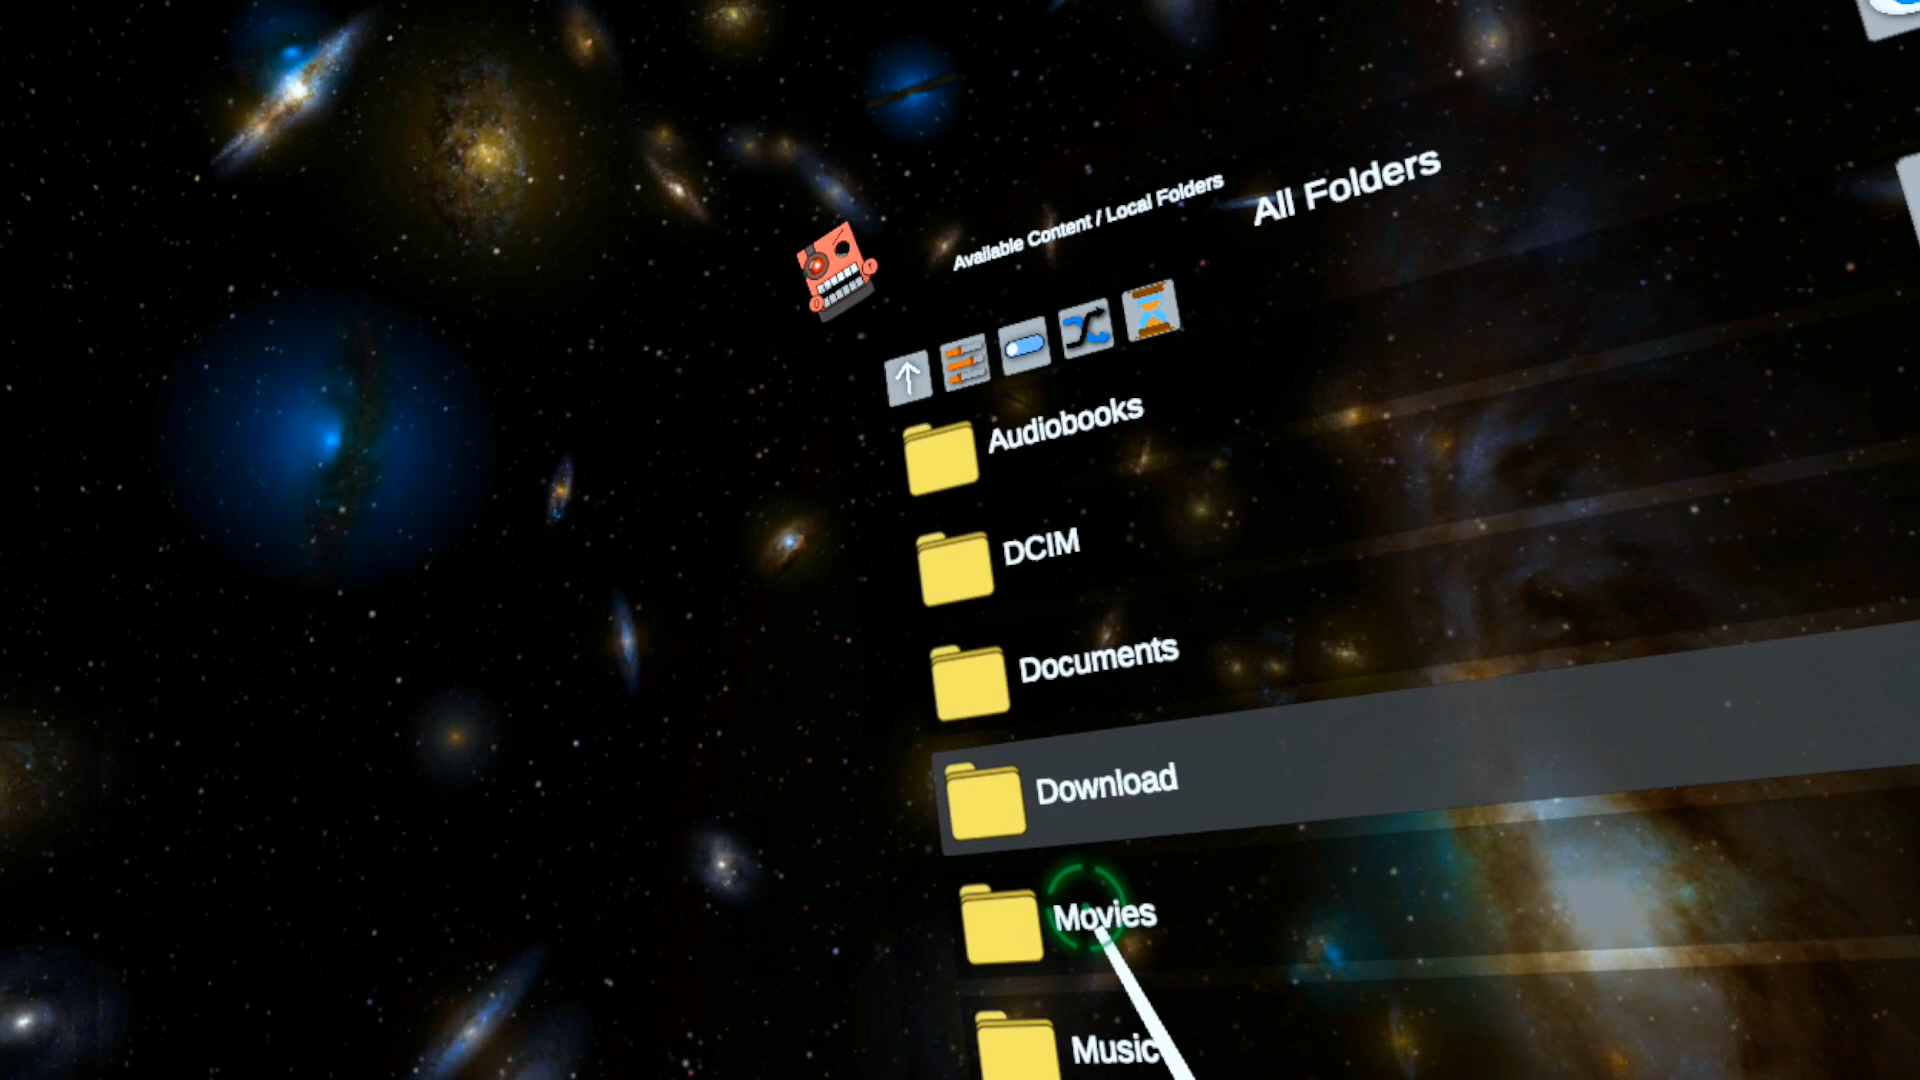 Available Content / Local Folders
All Folders
Audiobooks
DCIM
Documents
Download
Movies
Music